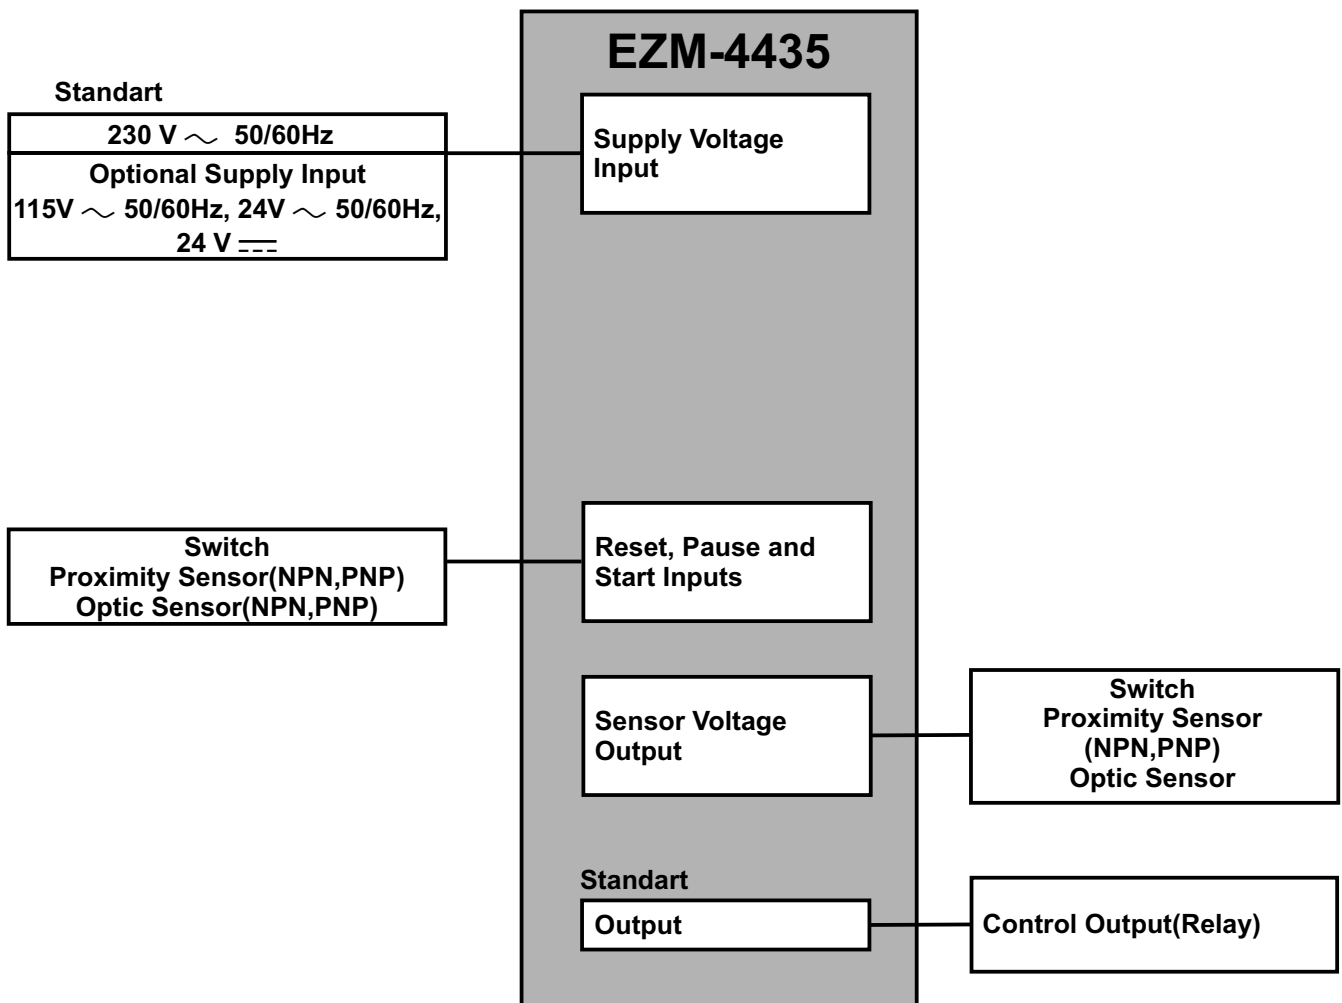 EZM-4435
Standart
230 V ～ 50/60Hz
Optional Supply Input
115V ～ 50/60Hz, 24V ～ 50/60Hz,
24 V ⎓
Supply Voltage
Input
Switch
Proximity Sensor(NPN,PNP)
Optic Sensor(NPN,PNP)
Reset, Pause and
Start Inputs
Sensor Voltage
Output
Switch
Proximity Sensor
(NPN,PNP)
Optic Sensor
Standart
Output
Control Output(Relay)